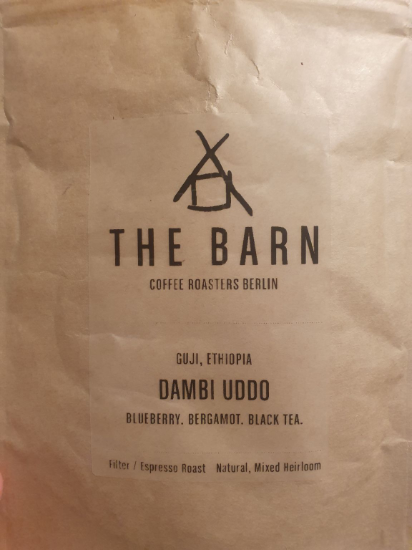 THE BARN
COFFEE ROASTERS BERLIN
GUJI, ETHIOPIA
DAMBI UDDO
BLUEBERRY. BERGAMOT. BLACK TEA.
Filter / Espresso Roast Natural, Mixed Heirloom